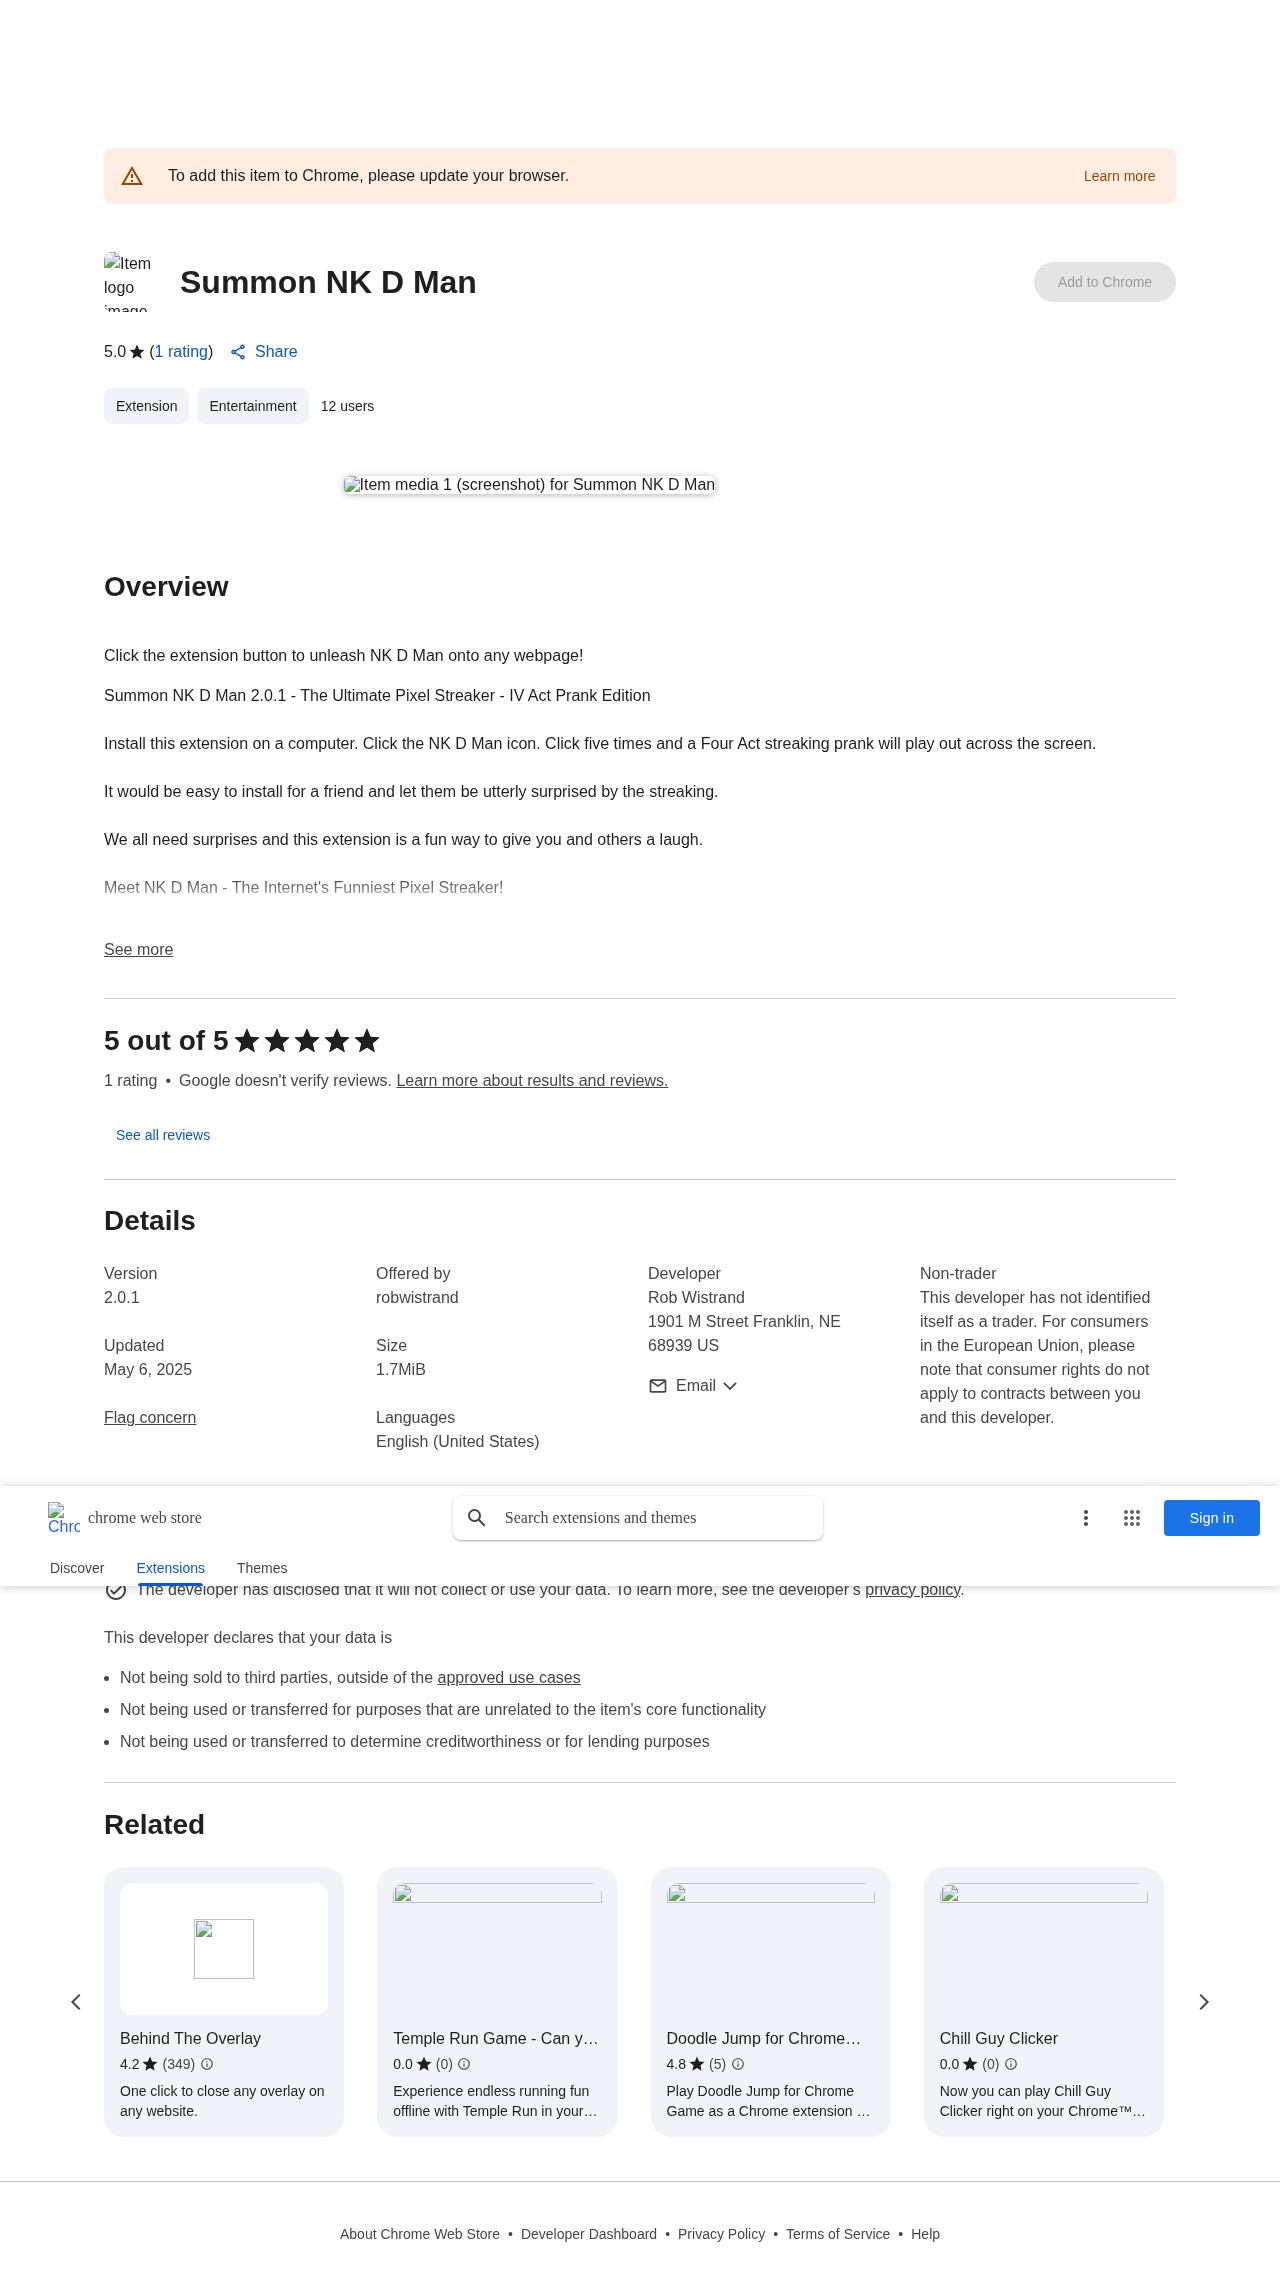 To add this item to Chrome, please update your browser.
Learn more
Item
logo
image
Summon NK D Man
Add to Chrome
5.0 (1 rating)
Share
Extension
Entertainment
12 users
Item media 1 (screenshot) for Summon NK D Man
Overview
Click the extension button to unleash NK D Man onto any webpage!
Summon NK D Man 2.0.1 - The Ultimate Pixel Streaker - IV Act Prank Edition
Install this extension on a computer. Click the NK D Man icon. Click five times and a Four Act streaking prank will play out across the screen.
It would be easy to install for a friend and let them be utterly surprised by the streaking.
We all need surprises and this extension is a fun way to give you and others a laugh.
Meet NK D Man - The Internet's Funniest Pixel Streaker!
See more
5 out of 5
1 rating • Google doesn't verify reviews. Learn more about results and reviews.
See all reviews
Details
Version
2.0.1
Updated
May 6, 2025
Flag concern
Offered by
robwistrand
Size
1.7MiB
Languages
English (United States)
Developer
Rob Wistrand
1901 M Street Franklin, NE
68939 US
Email
Non-trader
This developer has not identified
itself as a trader. For consumers
in the European Union, please
note that consumer rights do not
apply to contracts between you
and this developer.
Chro
chrome web store
Search extensions and themes
Sign in
Discover
Extensions
Themes
The developer has disclosed that it will not collect or use your data. To learn more, see the developer's privacy policy.
This developer declares that your data is
• Not being sold to third parties, outside of the approved use cases
• Not being used or transferred for purposes that are unrelated to the item's core functionality
• Not being used or transferred to determine creditworthiness or for lending purposes
Related
Behind The Overlay
4.2 (349)
One click to close any overlay on
any website.
Temple Run Game - Can y…
0.0 (0)
Experience endless running fun
offline with Temple Run in your…
Doodle Jump for Chrome…
4.8 (5)
Play Doodle Jump for Chrome
Game as a Chrome extension …
Chill Guy Clicker
0.0 (0)
Now you can play Chill Guy
Clicker right on your Chrome™…
About Chrome Web Store • Developer Dashboard • Privacy Policy • Terms of Service • Help